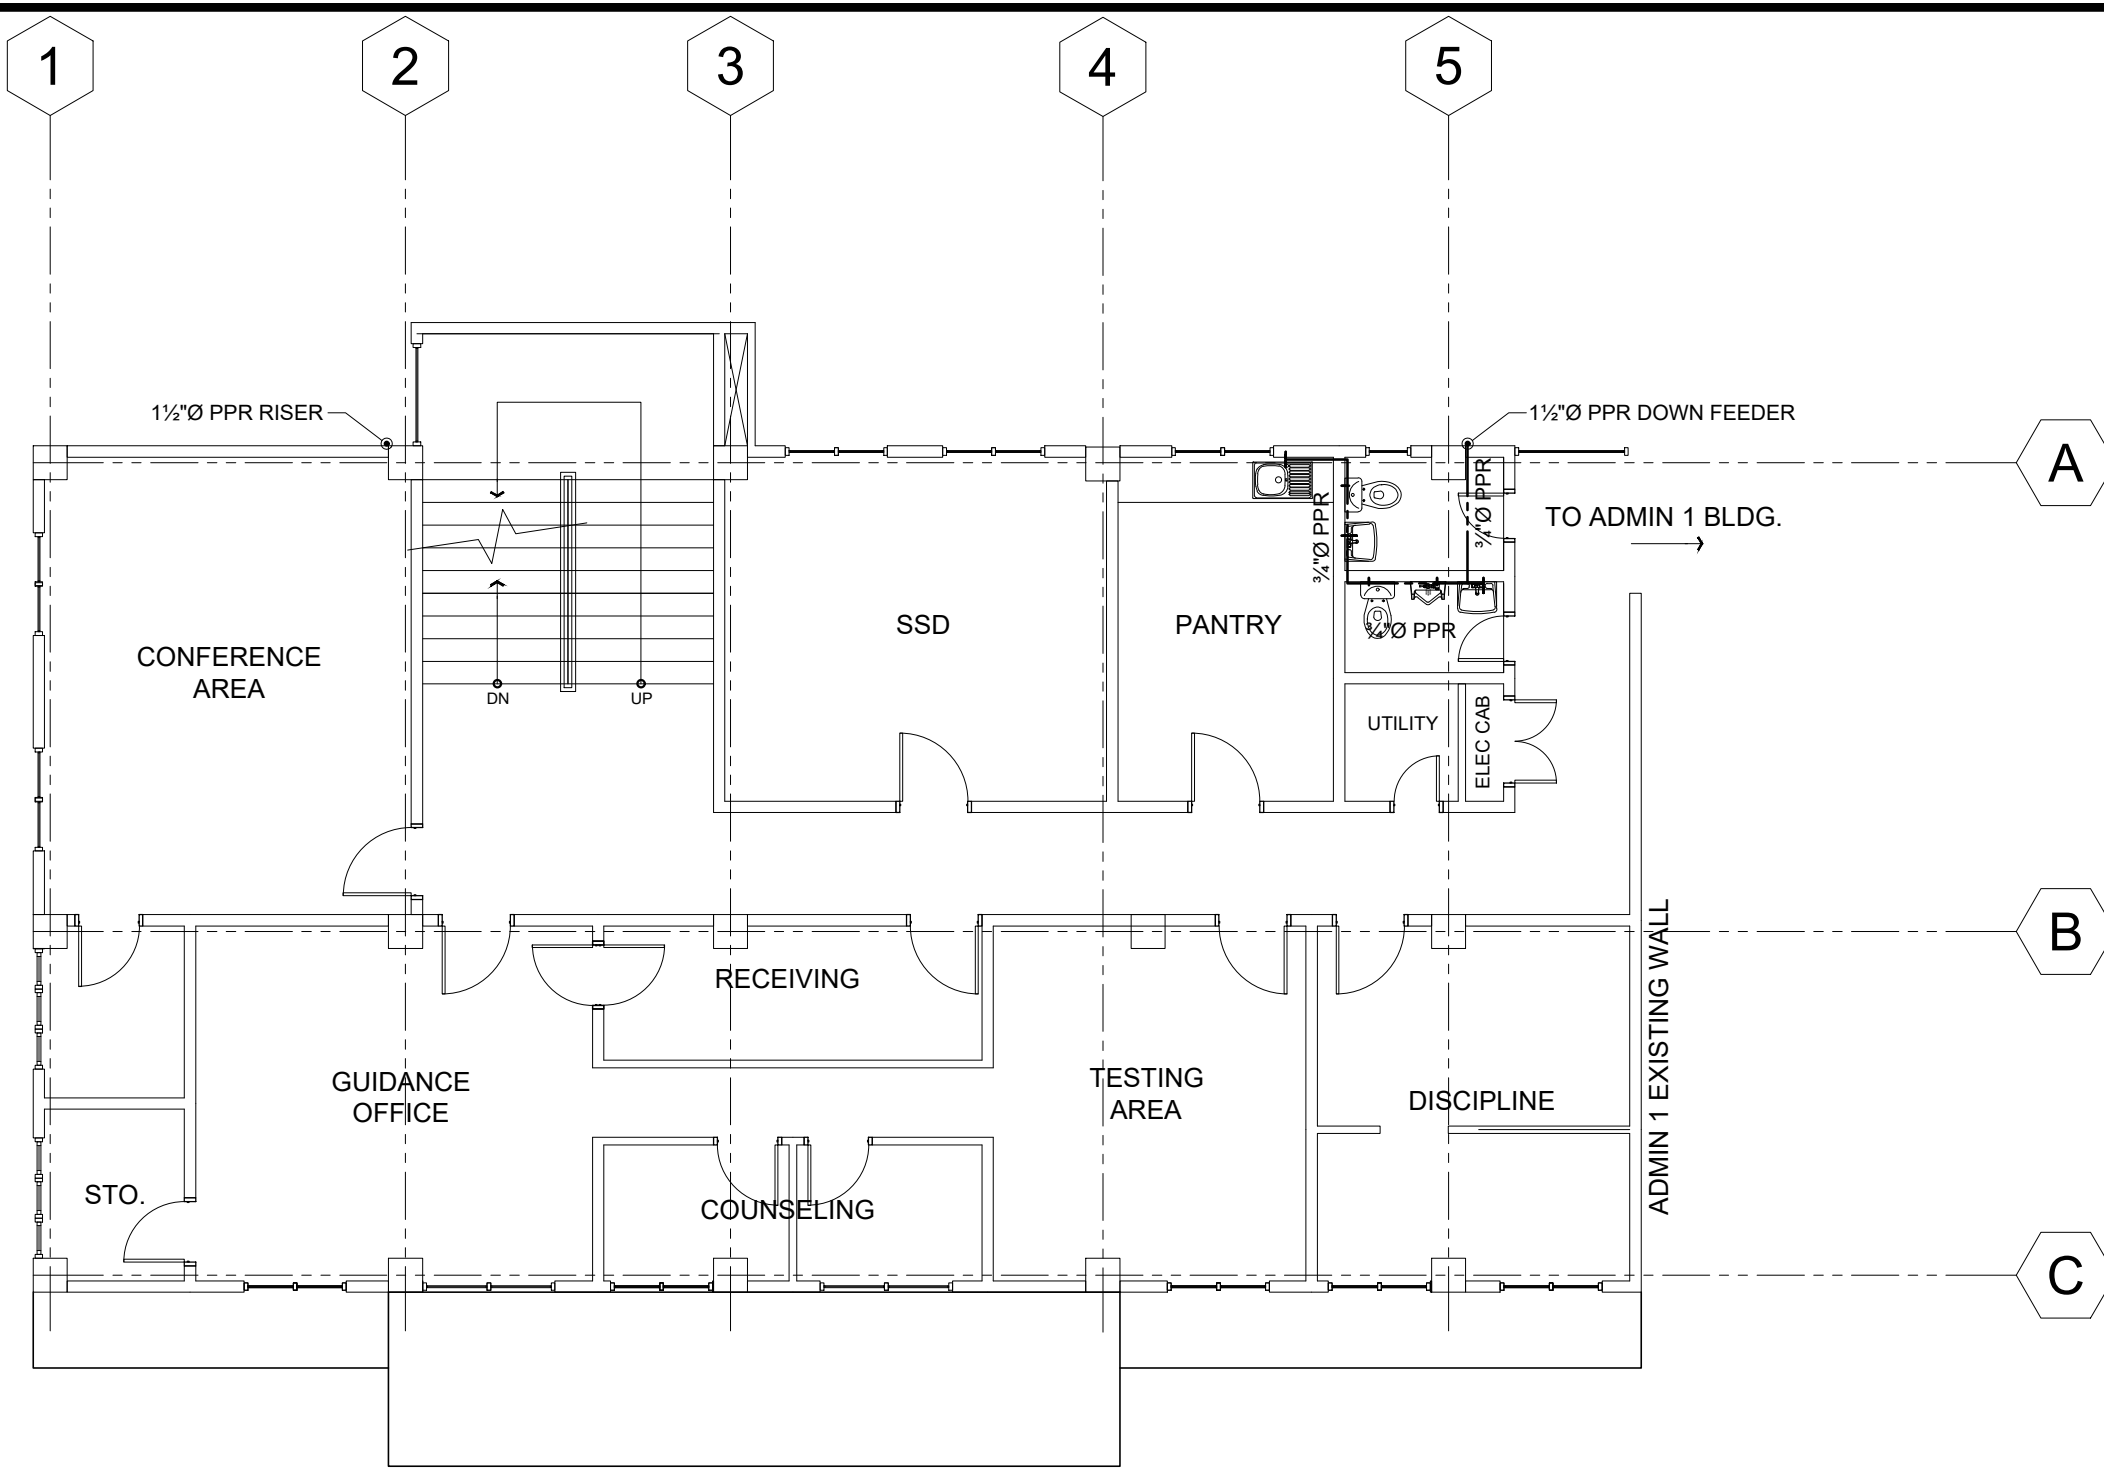 1
2
3
4
5
1½"Ø PPR RISER
1½"Ø PPR DOWN FEEDER
A
¾"Ø PPR
¾"Ø PPR
TO ADMIN 1 BLDG.
SSD
PANTRY
¾"Ø PPR
CONFERENCE
AREA
DN
UP
UTILITY
ELEC CAB
B
RECEIVING
ADMIN 1 EXISTING WALL
GUIDANCE
OFFICE
TESTING
AREA
DISCIPLINE
STO.
COUNSELING
C